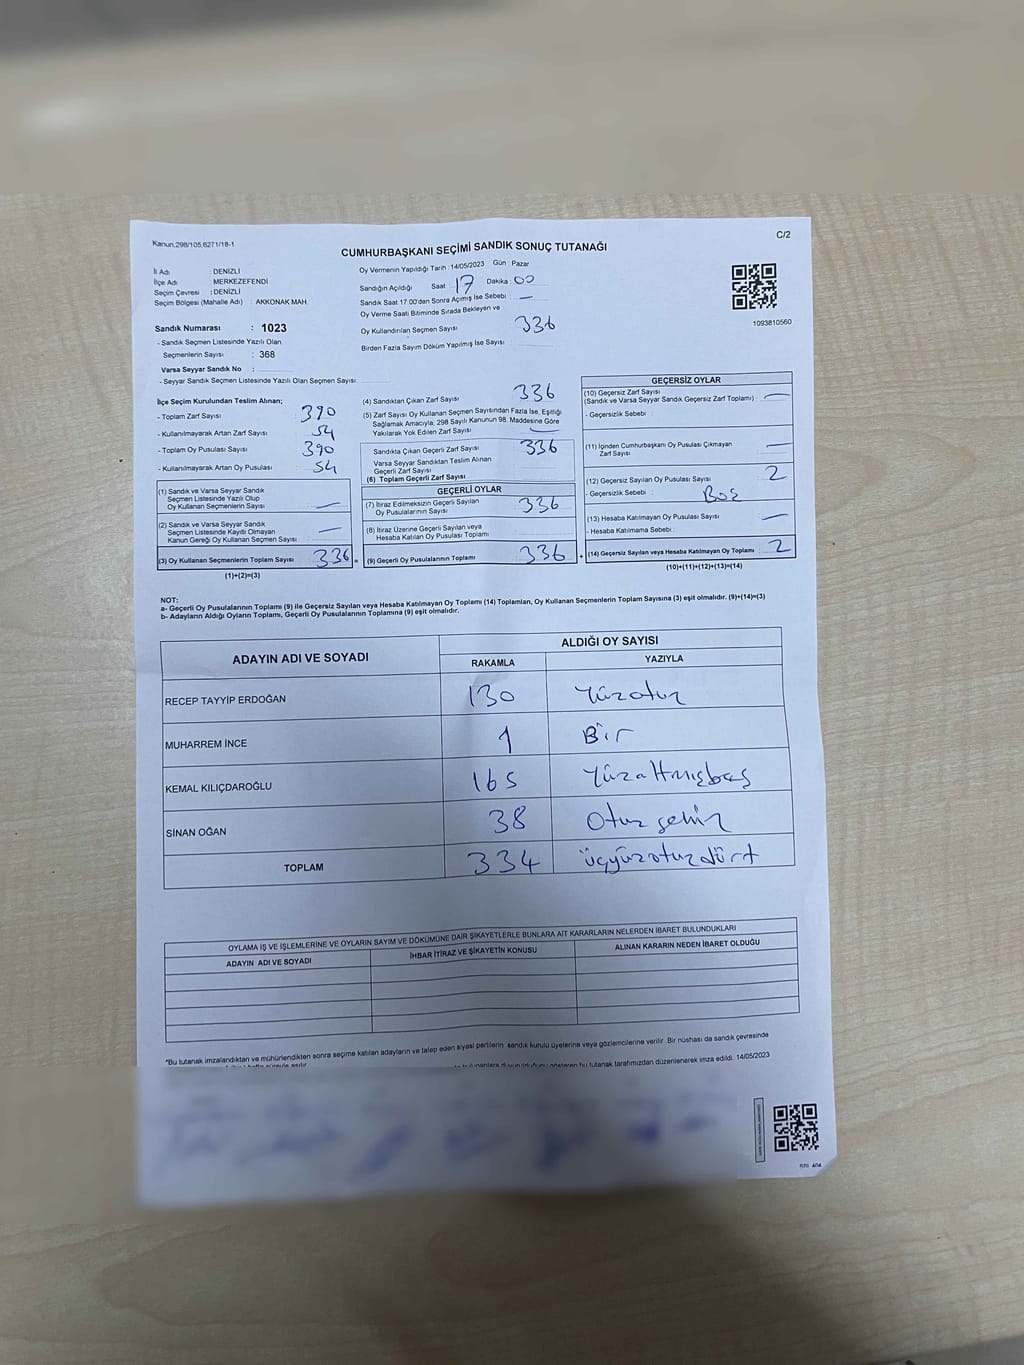 Kanun.298/105,6271/18-1
C/2
CUMHURBAŞKANI SEÇİMİ SANDIK SONUÇ TUTANAĞI
İl Adı : DENİZLİ
İlçe Adı : MERKEZEFENDİ
Seçim Çevresi : DENİZLİ
Seçim Bölgesi (Mahalle Adı) : AKKONAK MAH.
Sandık Numarası : 1023
- Sandık Seçmen Listesinde Yazılı Olan
Seçmenlerin Sayısı : 368
Varsa Seyyar Sandık No :
- Seyyar Sandık Seçmen Listesinde Yazılı Olan Seçmen Sayısı:
Oy Vermenin Yapıldığı Tarih :14/05/2023 Gün : Pazar
Sandığın Açıldığı Saat 17 Dakika 00
Sandık Saat 17.00'den Sonra Açılmış İse Sebebi : —
Oy Verme Saati Bitiminde Sırada Bekleyen ve
Oy Kullandırılan Seçmen Sayısı 336
Birden Fazla Sayım Döküm Yapılmış İse Sayısı :
1093810560
İlçe Seçim Kurulundan Teslim Alınan;
- Toplam Zarf Sayısı : 390
- Kullanılmayarak Artan Zarf Sayısı : 54
- Toplam Oy Pusulası Sayısı : 390
- Kullanılmayarak Artan Oy Pusulası : 54
(1) Sandık ve Varsa Seyyar Sandık
Seçmen Listesinde Yazılı Olup
Oy Kullanan Seçmenlerin Sayısı : —
(2) Sandık ve Varsa Seyyar Sandık
Seçmen Listesinde Kayıtlı Olmayan
Kanun Gereği Oy Kullanan Seçmen Sayısı : —
(3) Oy Kullanan Seçmenlerin Toplam Sayısı : 336 =
(1)+(2)=(3)
(4) Sandıktan Çıkan Zarf Sayısı : 336
(5) Zarf Sayısı Oy Kullanan Seçmen Sayısından Fazla İse, Eşitliği
Sağlamak Amacıyla, 298 Sayılı Kanunun 98. Maddesine Göre
Yakılarak Yok Edilen Zarf Sayısı : —
Sandıkta Çıkan Geçerli Zarf Sayısı : 336
Varsa Seyyar Sandıktan Teslim Alınan
Geçerli Zarf Sayısı
(6) Toplam Geçerli Zarf Sayısı :
GEÇERLİ OYLAR
(7) İtiraz Edilmeksizin Geçerli Sayılan
Oy Pusulalarının Sayısı : 336
(8) İtiraz Üzerine Geçerli Sayılan veya
Hesaba Katılan Oy Pusulası Toplamı :
(9) Geçerli Oy Pusulalarının Toplamı : 336 +
GEÇERSİZ OYLAR
(10) Geçersiz Zarf Sayısı
(Sandık ve Varsa Seyyar Sandık Geçersiz Zarf Toplamı) : —
- Geçersizlik Sebebi :
(11) İçinden Cumhurbaşkanı Oy Pusulası Çıkmayan
Zarf Sayısı : —
(12) Geçersiz Sayılan Oy Pusulası Sayısı : 2
- Geçersizlik Sebebi : Boş
(13) Hesaba Katılmayan Oy Pusulası Sayısı : —
- Hesaba Katılmama Sebebi :
(14) Geçersiz Sayılan veya Hesaba Katılmayan Oy Toplamı : 2
(10)+(11)+(12)+(13)=(14)
NOT:
a- Geçerli Oy Pusulalarının Toplamı (9) ile Geçersiz Sayılan veya Hesaba Katılmayan Oy Toplamı (14) Toplamları, Oy Kullanan Seçmenlerin Toplam Sayısına (3) eşit olmalıdır. (9)+(14)=(3)
b- Adayların Aldığı Oyların Toplamı, Geçerli Oy Pusulalarının Toplamına (9) eşit olmalıdır.
ADAYIN ADI VE SOYADI
ALDIĞI OY SAYISI
RAKAMLA YAZIYLA
RECEP TAYYİP ERDOĞAN 130 Yüzotuz
MUHARREM İNCE 1 Bir
KEMAL KILIÇDAROĞLU 165 Yüzaltmışbeş
SİNAN OĞAN 38 Otuz sekiz
TOPLAM 334 üçyüzotuzdört
OYLAMA İŞ VE İŞLEMLERİNE VE OYLARIN SAYIM VE DÖKÜMÜNE DAİR ŞİKAYETLERLE BUNLARA AİT KARARLARIN NELERDEN İBARET BULUNDUKLARI
ADAYIN ADI VE SOYADI İHBAR İTİRAZ VE ŞİKAYETİN KONUSU ALINAN KARARIN NEDEN İBARET OLDUĞU
*Bu tutanak imzalandıktan ve mühürlendikten sonra seçime katılan adayların ve talep eden siyasi partilerin sandık kurulu üyelerine veya gözlemcilerine verilir. Bir nüshası da sandık çevresinde
bu tutanak tarafımızdan düzenlenerek imza edildi. 14/05/2023